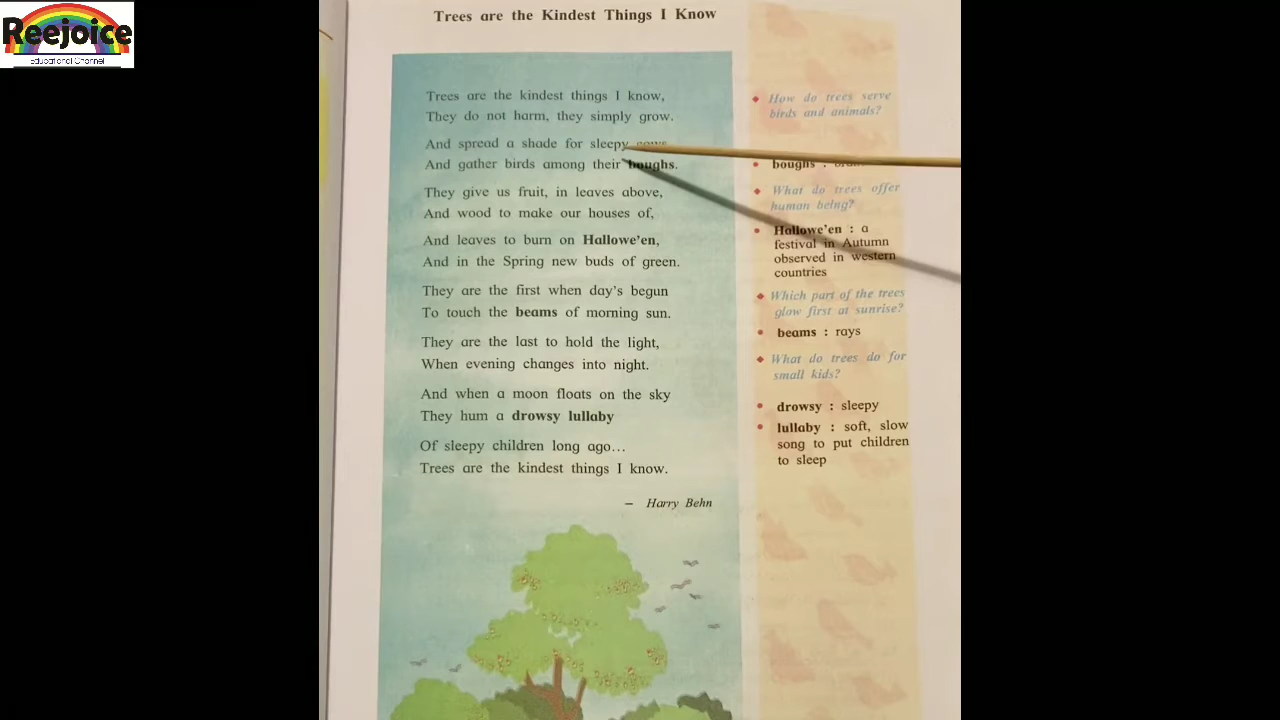 Reejoice
Educational Channel
Trees are the Kindest Things I Know
Trees are the kindest things I know,
They do not harm, they simply grow.
And spread a shade for sleepy cows
And gather birds among their boughs.
They give us fruit, in leaves above,
And wood to make our houses of,
And leaves to burn on Hallowe'en,
And in the Spring new buds of green.
They are the first when day's begun
To touch the beams of morning sun.
They are the last to hold the light,
When evening changes into night.
And when a moon floats on the sky
They hum a drowsy lullaby
Of sleepy children long ago...
Trees are the kindest things I know.
– Harry Behn
How do trees serve
birds and animals?
boughs :
What do trees offer
human being?
Hallowe'en : a
festival in Autumn
observed in western
countries
Which part of the trees
glow first at sunrise?
beams : rays
What do trees do for
small kids?
drowsy : sleepy
lullaby : soft, slow
song to put children
to sleep